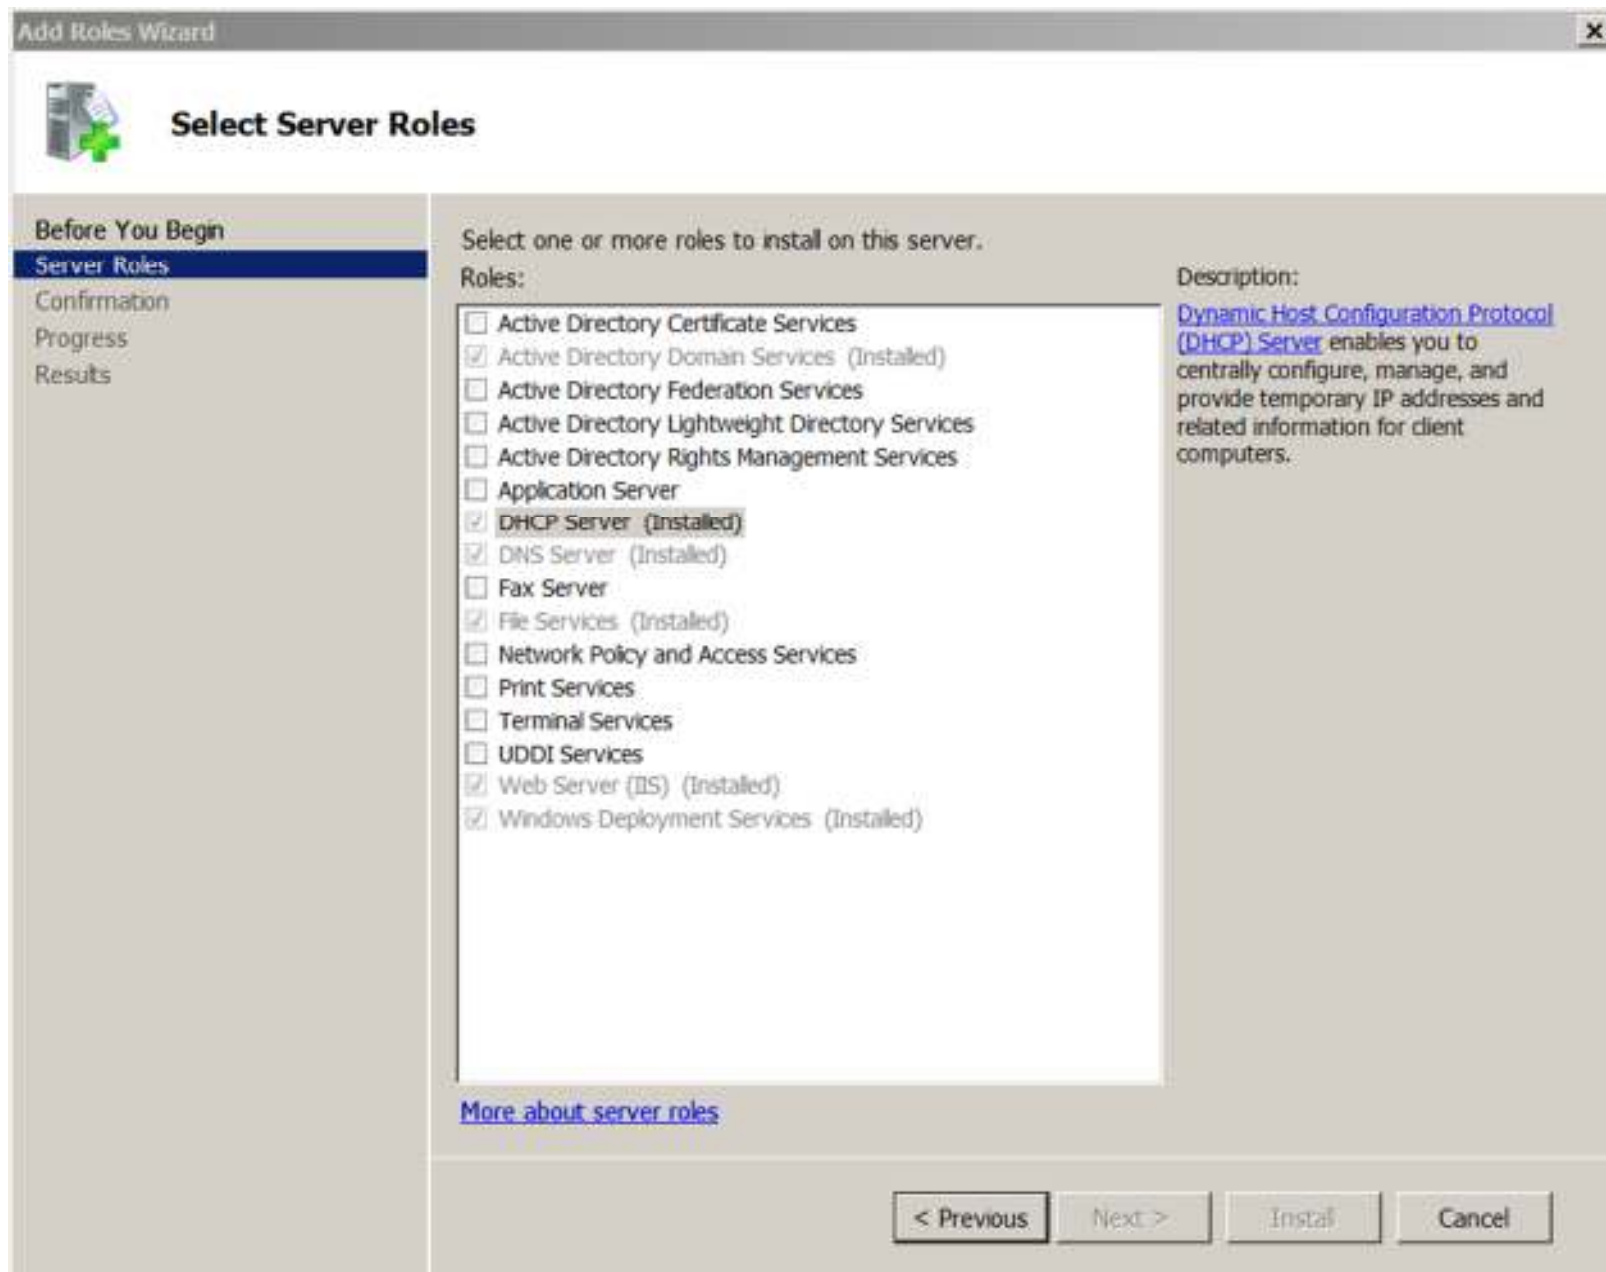 Add Roles Wizard
Select Server Roles
Before You Begin
Server Roles
Confirmation
Progress
Results
Select one or more roles to install on this server.
Roles:
Active Directory Certificate Services
Active Directory Domain Services (Installed)
Active Directory Federation Services
Active Directory Lightweight Directory Services
Active Directory Rights Management Services
Application Server
DHCP Server (Installed)
DNS Server (Installed)
Fax Server
File Services (Installed)
Network Policy and Access Services
Print Services
Terminal Services
UDDI Services
Web Server (IIS) (Installed)
Windows Deployment Services (Installed)
More about server roles
Description:
Dynamic Host Configuration Protocol
(DHCP) Server enables you to
centrally configure, manage, and
provide temporary IP addresses and
related information for client
computers.
< Previous
Next >
Install
Cancel